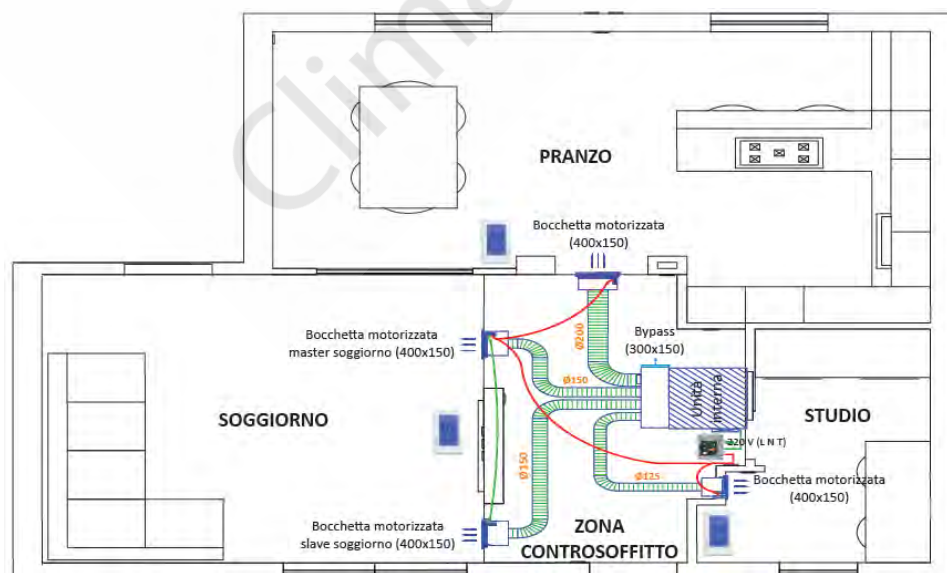 Clima
PRANZO
Bocchetta motorizzata
(400x150)
Bocchetta motorizzata
master soggiorno (400x150)
Ø200
Bypass
(300x150)
Ø150
Unità
interna
SOGGIORNO
STUDIO
220 V (L N T)
Ø150
Ø125
Bocchetta motorizzata
(400x150)
Bocchetta motorizzata
slave soggiorno (400x150)
ZONA
CONTROSOFFITTO